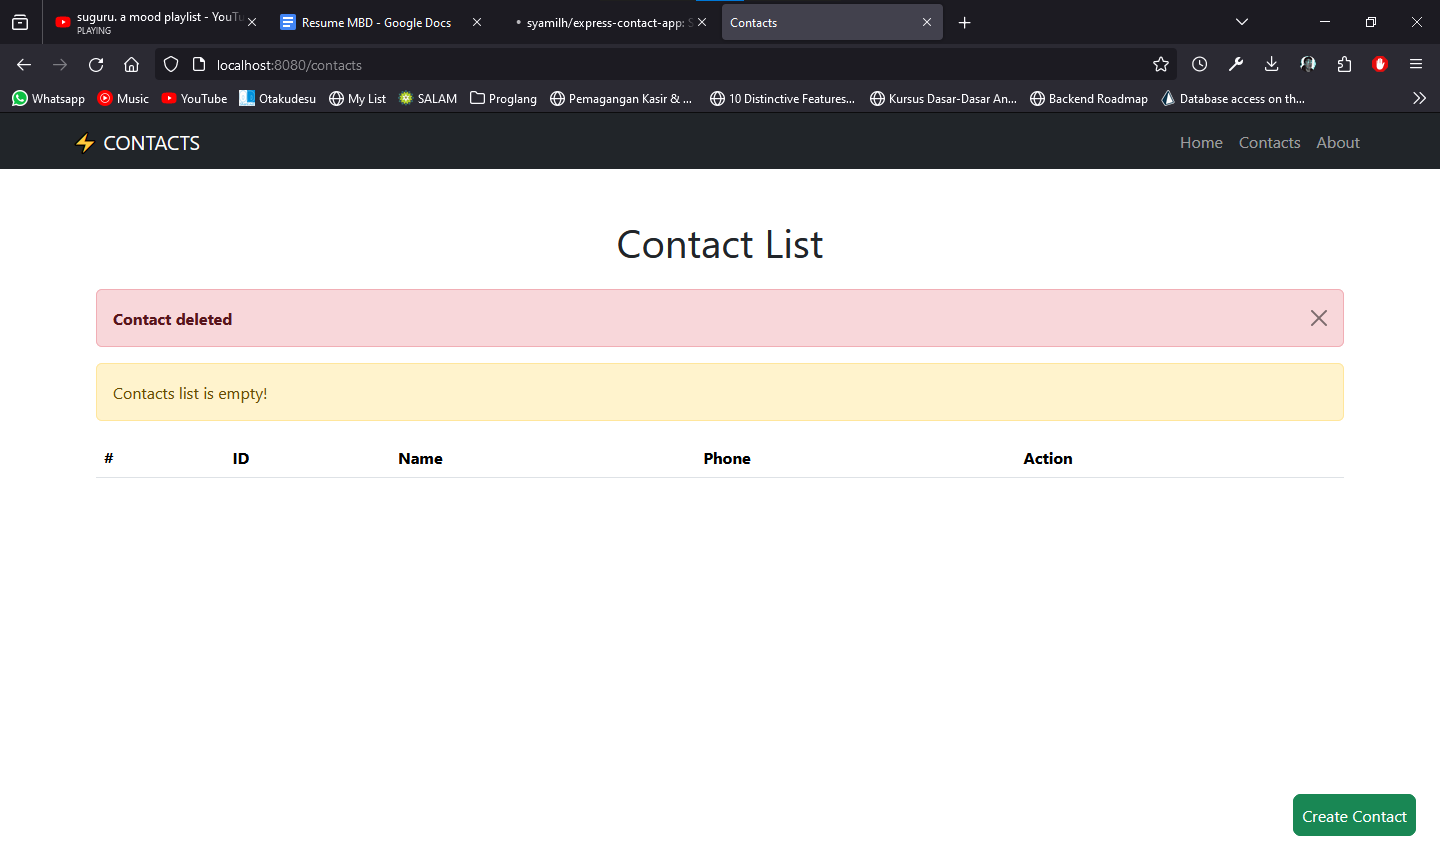 suguru. a mood playlist - YouTu
PLAYING
Resume MBD - Google Docs
syamilh/express-contact-app: S
Contacts
localhost:8080/contacts
Whatsapp
Music
YouTube
Otakudesu
My List
SALAM
Proglang
Pemagangan Kasir & ...
10 Distinctive Features...
Kursus Dasar-Dasar An...
Backend Roadmap
Database access on th...
CONTACTS
Home
Contacts
About
Contact List
Contact deleted
Contacts list is empty!
# ID Name Phone Action
Create Contact